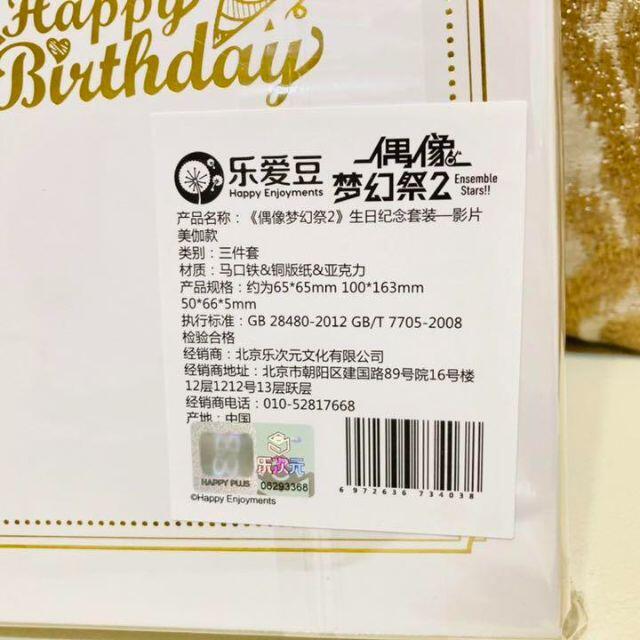 Happy
Birthday
乐爱豆
Happy Enjoyments
偶像
梦幻祭2
Ensemble
Stars!!
产品名称：《偶像梦幻祭2》生日纪念套装—影片
美伽款
类别：三件套
材质：马口铁&铜版纸&亚克力
产品规格：约为65*65mm 100*163mm
50*66*5mm
执行标准：GB 28480-2012 GB/T 7705-2008
检验合格
经销商：北京乐次元文化有限公司
经销商地址：北京市朝阳区建国路89号院16号楼
12层1212号13层跃层
经销商电话：010-52817668
产地：中国
HAPPY PLUS
乐次元
06293368
©Happy Enjoyments
6 972636 734038